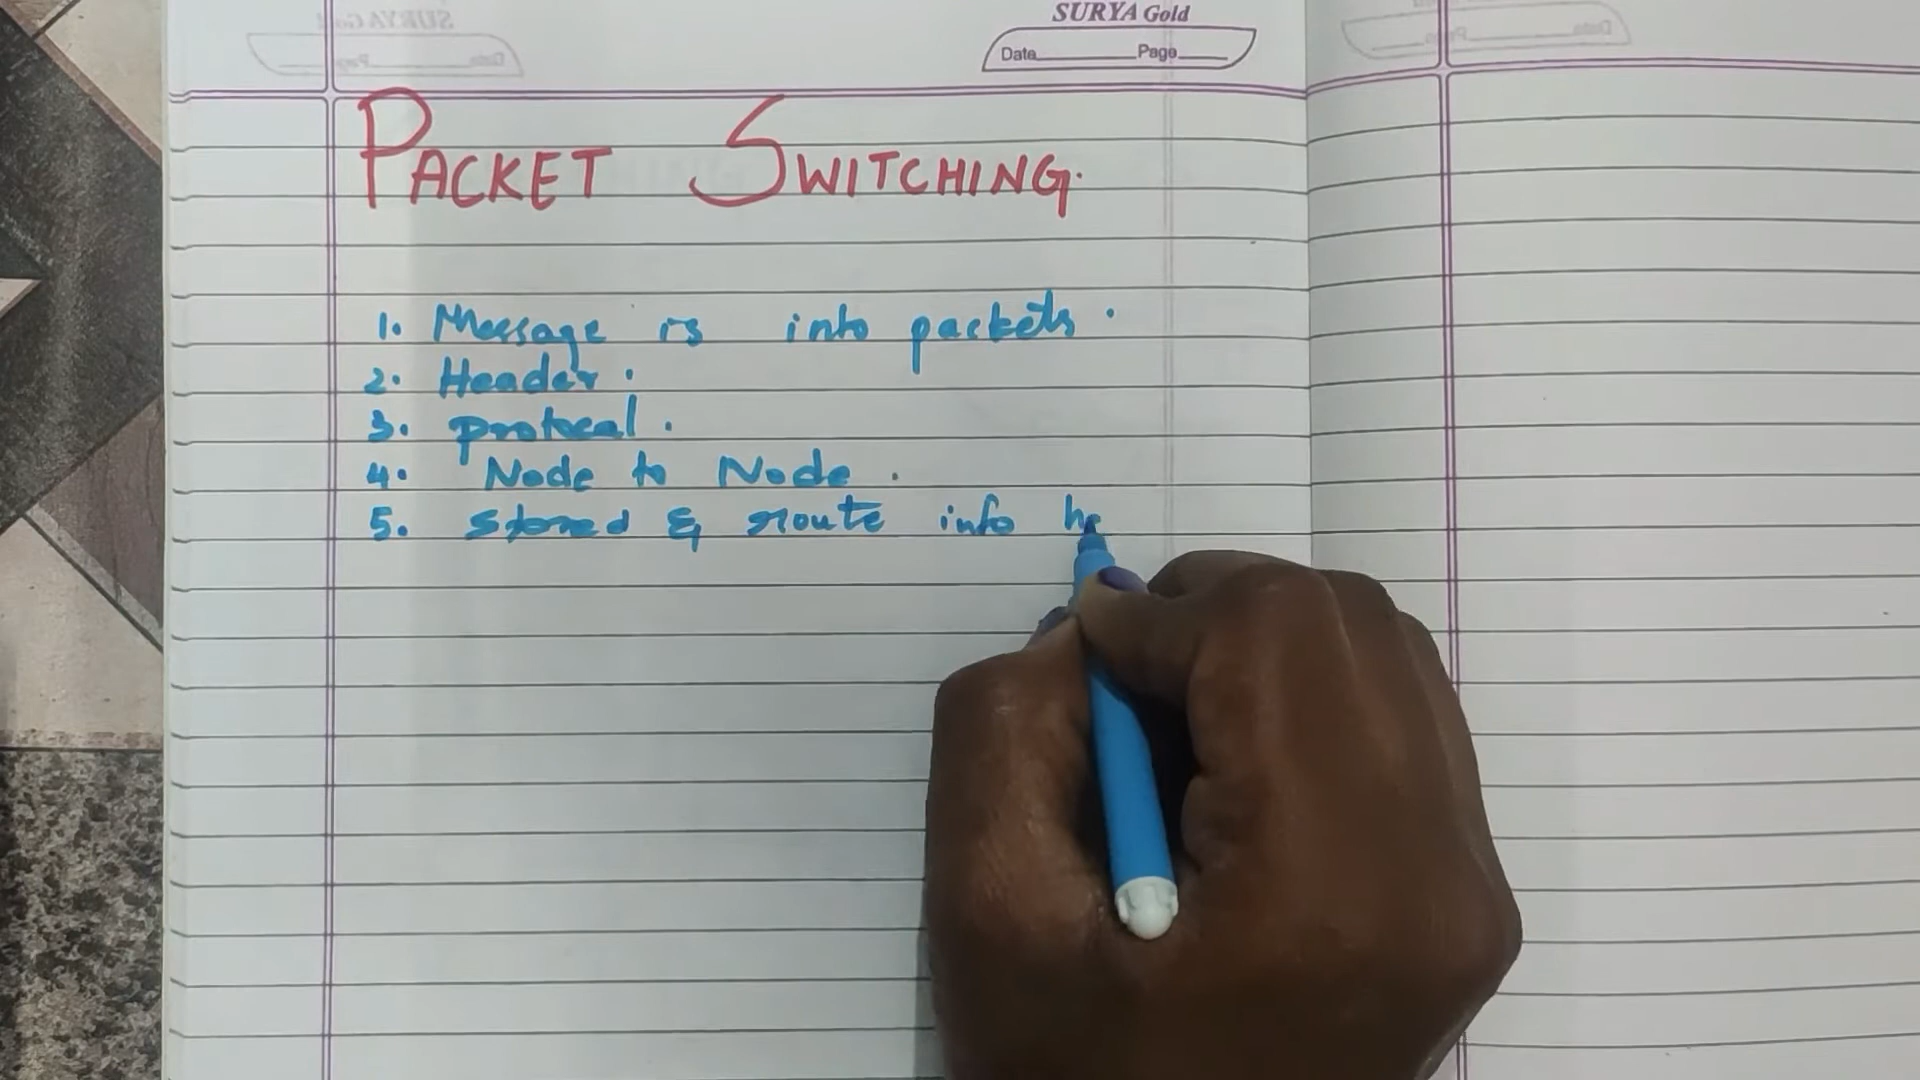 SURYA Gold
Date Page
PACKET SWITCHING.
1. Message is into packets.
2. Header.
3. protocal.
4. Node to Node.
5. stored & route info he